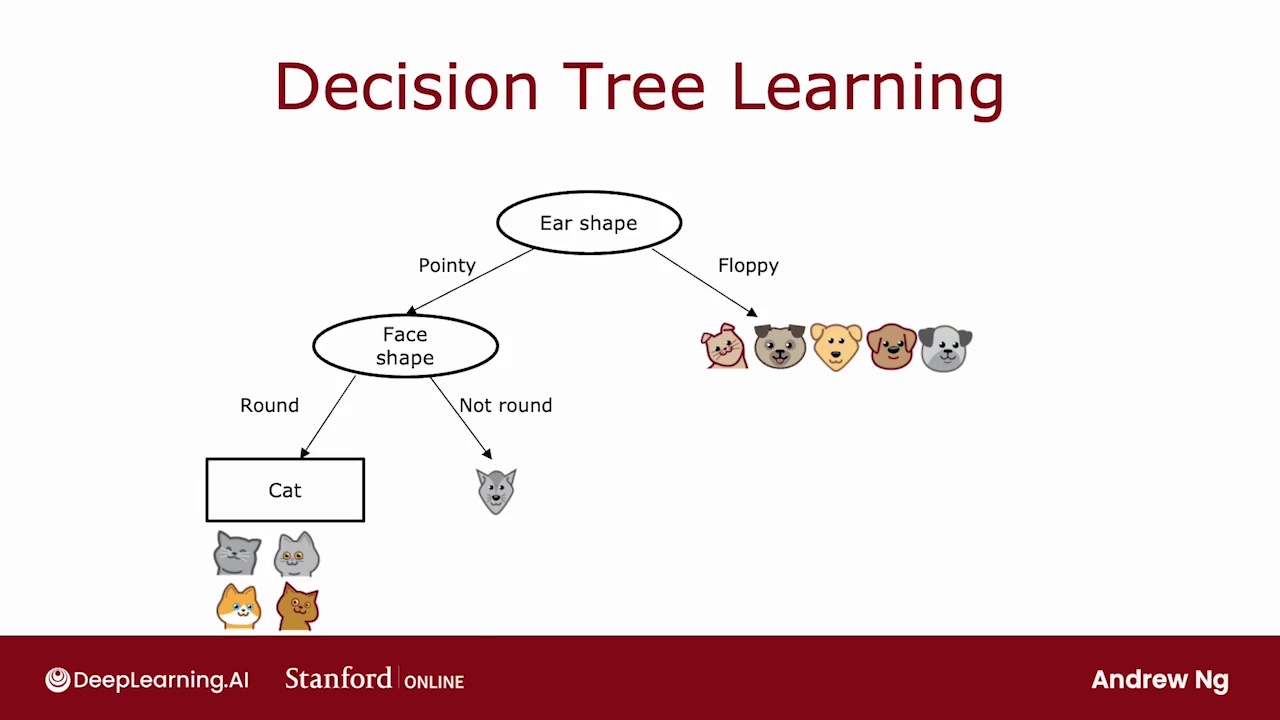 Decision Tree Learning
Ear shape
Pointy
Floppy
Face
shape
Round
Not round
Cat
DeepLearning.AI
Stanford ONLINE
Andrew Ng